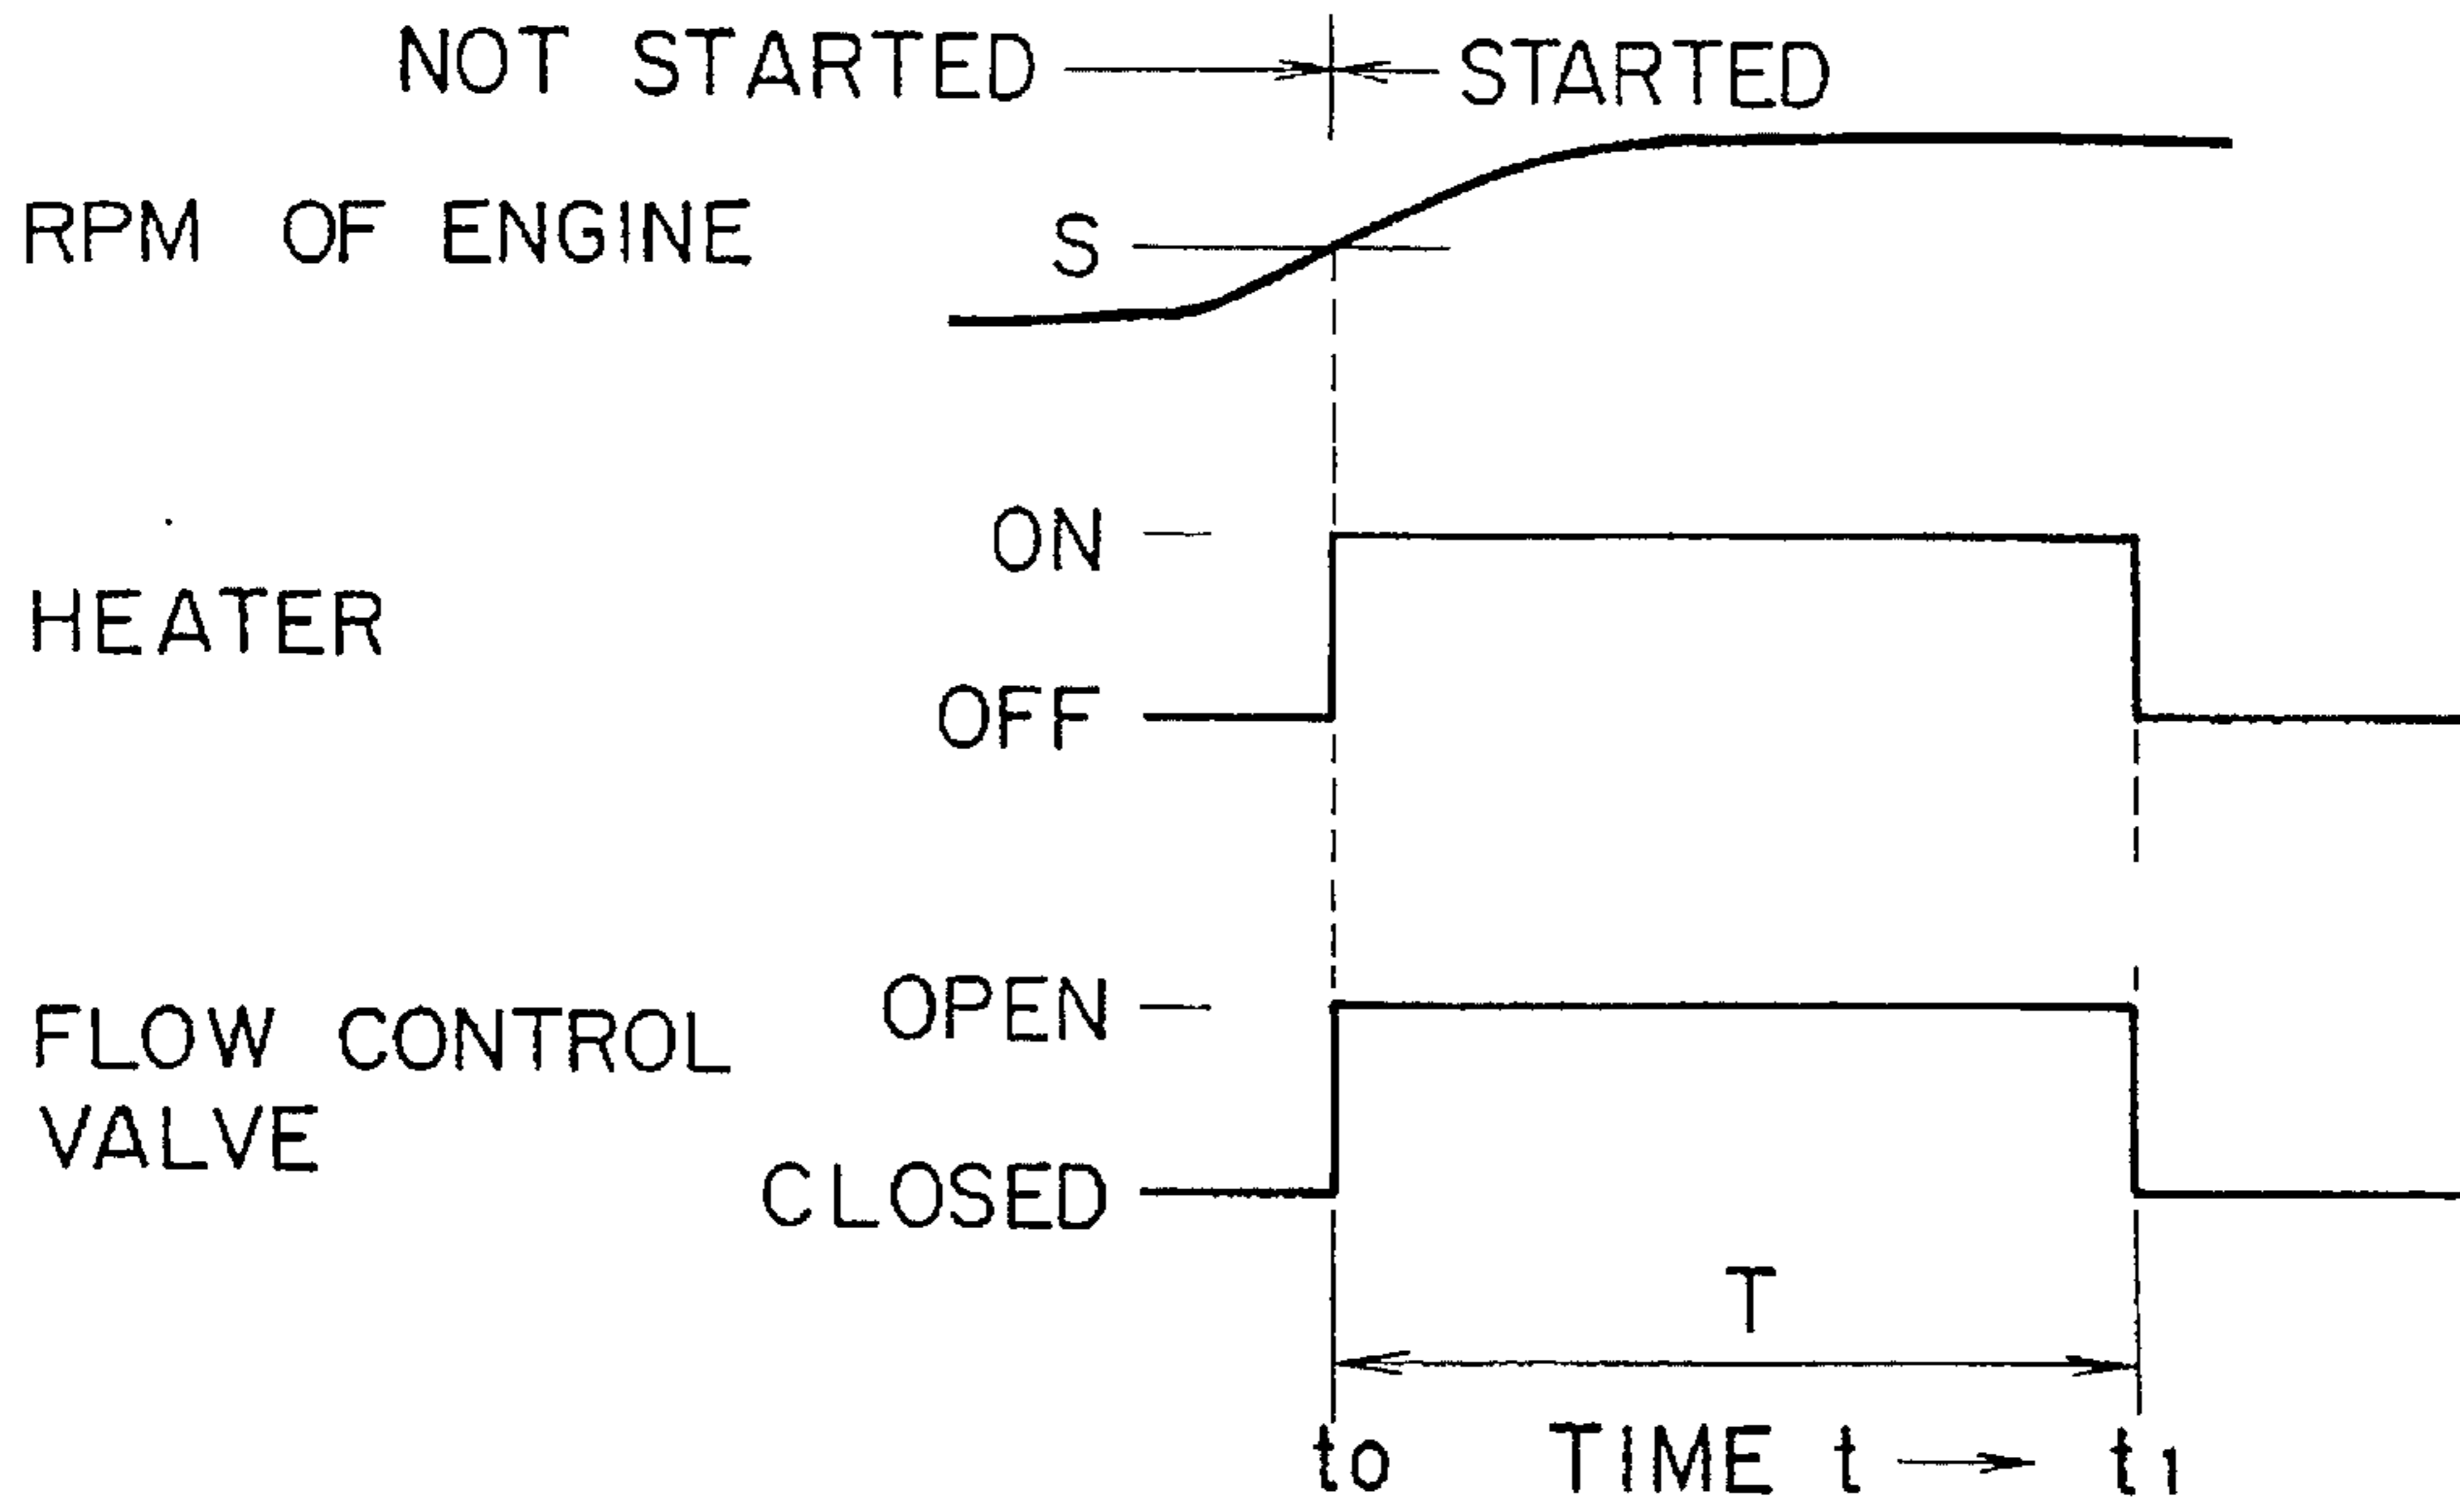 NOT STARTED
STARTED
RPM OF ENGINE
S
ON
HEATER
OFF
OPEN
FLOW CONTROL
VALVE
CLOSED
T
to TIME t t1